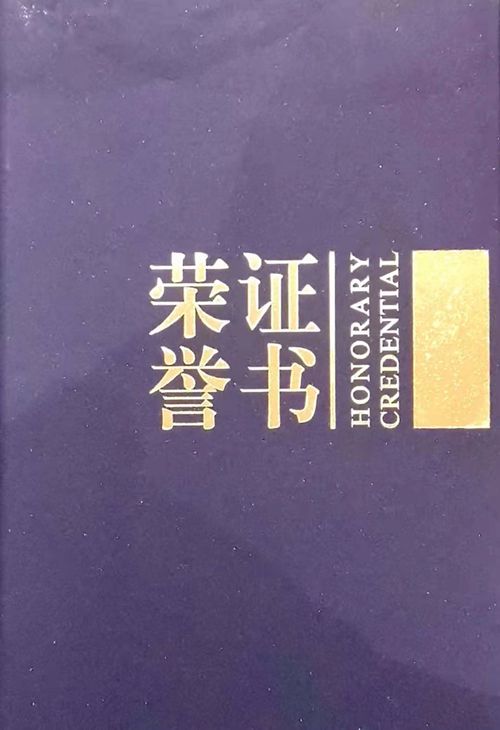 荣誉
证书
HONORARY
CREDENTIAL